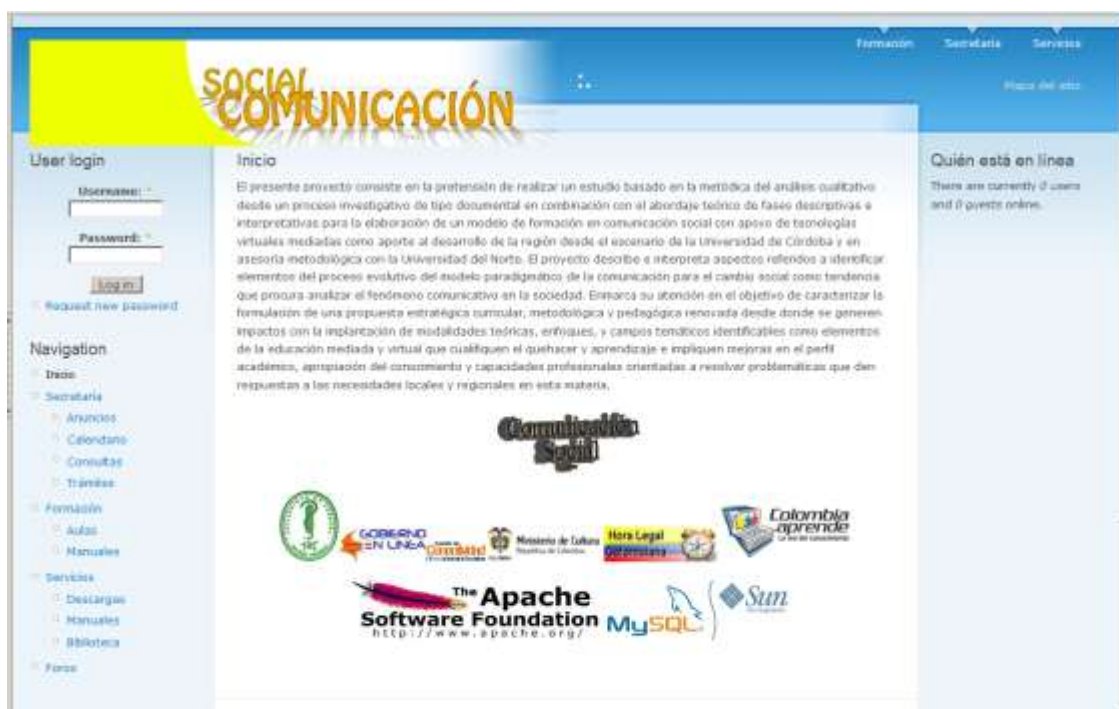 Formación Secretaría Servicios
Mapa del sitio
SOCIAL
COMUNICACIÓN
User login
Username: *
Password: *
Log in
Request new password
Navigation
Inicio
Secretaría
Anuncios
Calendario
Consultas
Trámites
Formación
Aulas
Manuales
Servicios
Descargas
Manuales
Biblioteca
Foros
Inicio
El presente proyecto consiste en la pretensión de realizar un estudio basado en la metódica del análisis cualitativo
desde un proceso investigativo de tipo documental en combinación con el abordaje teórico de fases descriptivas e
interpretativas para la elaboración de un modelo de formación en comunicación social con apoyo de tecnologías
virtuales mediadas como aporte al desarrollo de la región desde el escenario de la Universidad de Córdoba y en
asesoría metodológica con la Universidad del Norte. El proyecto describe e interpreta aspectos referidos a identificar
elementos del proceso evolutivo del modelo paradigmático de la comunicación para el cambio social como tendencia
que procura analizar el fenómeno comunicativo en la sociedad. Enmarca su atención en el objetivo de caracterizar la
formulación de una propuesta estratégica curricular, metodológica y pedagógica renovada desde donde se generen
impactos con la implantación de modalidades teóricas, enfoques, y campos temáticos identificables como elementos
de la educación mediada y virtual que cualifiquen el quehacer y aprendizaje e impliquen mejoras en el perfil
académico, apropiación del conocimiento y capacidades profesionales orientadas a resolver problemáticas que den
respuestas a las necesidades locales y regionales en esta materia.
Comunicación
Social
GOBIERNO
EN LINEA
Ministerio de Cultura
República de Colombia
Hora Legal
Colombiana
Colombia
aprende
The Apache
Software Foundation
http://www.apache.org/
MySQL
Sun
Quién está en línea
There are currently 0 users
and 0 guests online.